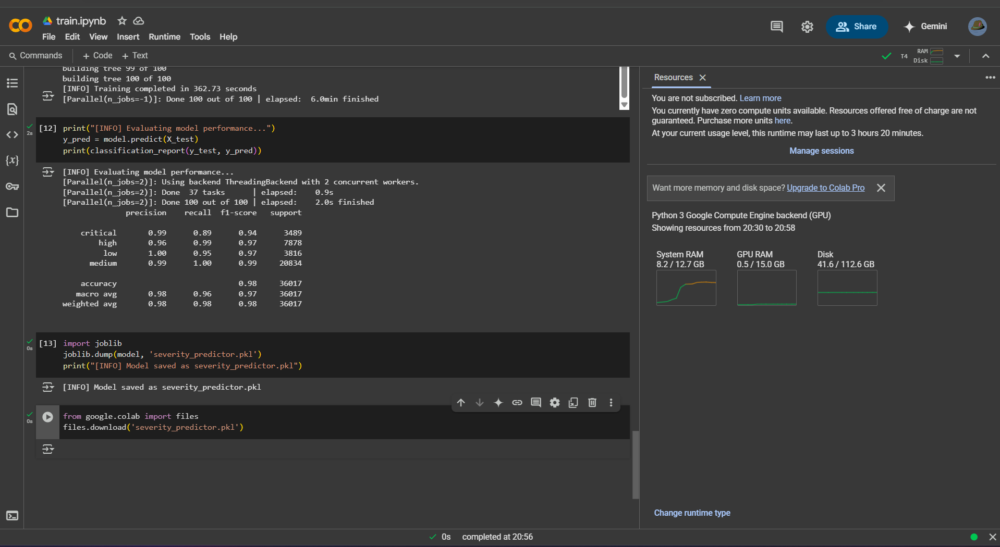 train.ipynb
File Edit View Insert Runtime Tools Help
Share
Gemini
Commands + Code + Text
T4
RAM
Disk
building tree 99 of 100
building tree 100 of 100
[INFO] Training completed in 362.73 seconds
[Parallel(n_jobs=-1)]: Done 100 out of 100 | elapsed: 6.0min finished
2s
[12] print("[INFO] Evaluating model performance...")
y_pred = model.predict(X_test)
print(classification_report(y_test, y_pred))
[INFO] Evaluating model performance...
[Parallel(n_jobs=2)]: Using backend ThreadingBackend with 2 concurrent workers.
[Parallel(n_jobs=2)]: Done 37 tasks | elapsed: 0.9s
[Parallel(n_jobs=2)]: Done 100 out of 100 | elapsed: 2.0s finished
precision recall f1-score support
critical 0.99 0.89 0.94 3489
high 0.96 0.99 0.97 7878
low 1.00 0.95 0.97 3816
medium 0.99 1.00 0.99 20834
accuracy 0.98 36017
macro avg 0.98 0.96 0.97 36017
weighted avg 0.98 0.98 0.98 36017
0s
[13] import joblib
joblib.dump(model, 'severity_predictor.pkl')
print("[INFO] Model saved as severity_predictor.pkl")
[INFO] Model saved as severity_predictor.pkl
0s
from google.colab import files
files.download('severity_predictor.pkl')
Resources
You are not subscribed. Learn more
You currently have zero compute units available. Resources offered free of charge are not
guaranteed. Purchase more units here.
At your current usage level, this runtime may last up to 3 hours 20 minutes.
Manage sessions
Want more memory and disk space? Upgrade to Colab Pro
Python 3 Google Compute Engine backend (GPU)
Showing resources from 20:30 to 20:58
System RAM
8.2 / 12.7 GB
GPU RAM
0.5 / 15.0 GB
Disk
41.6 / 112.6 GB
Change runtime type
0s completed at 20:56